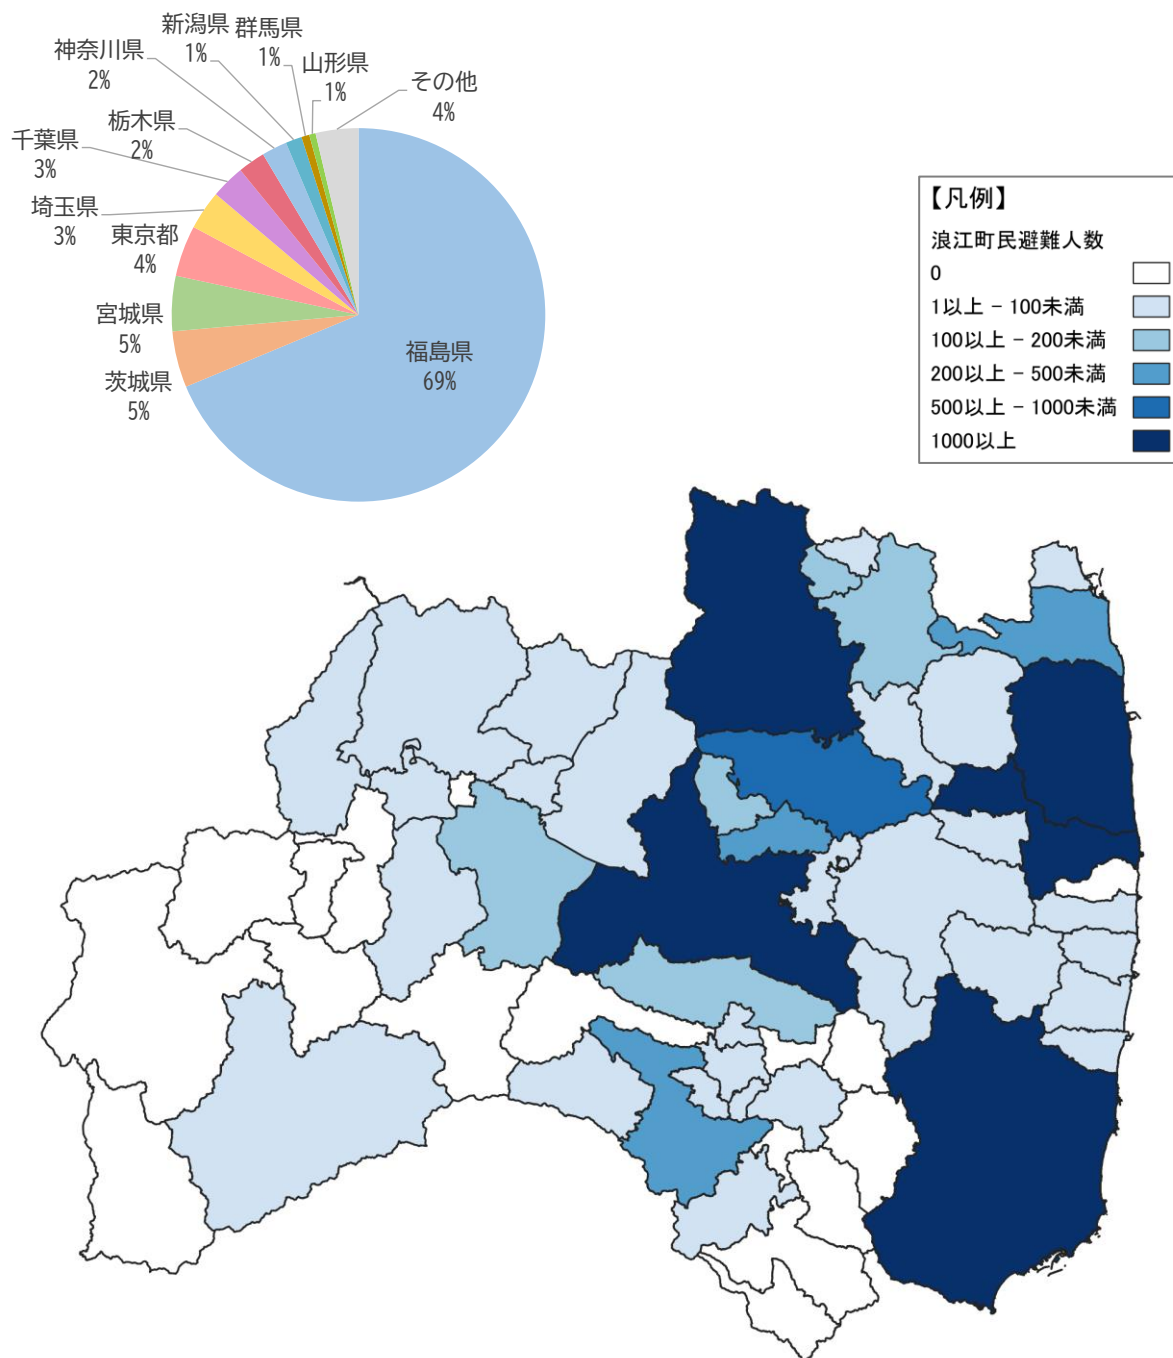 新潟県
1%
群馬県
1%
神奈川県
2%
山形県
1%
その他
4%
栃木県
2%
千葉県
3%
埼玉県
3%
東京都
4%
宮城県
5%
茨城県
5%
福島県
69%
【凡例】
浪江町民避難人数
0
1以上 - 100未満
100以上 - 200未満
200以上 - 500未満
500以上 - 1000未満
1000以上